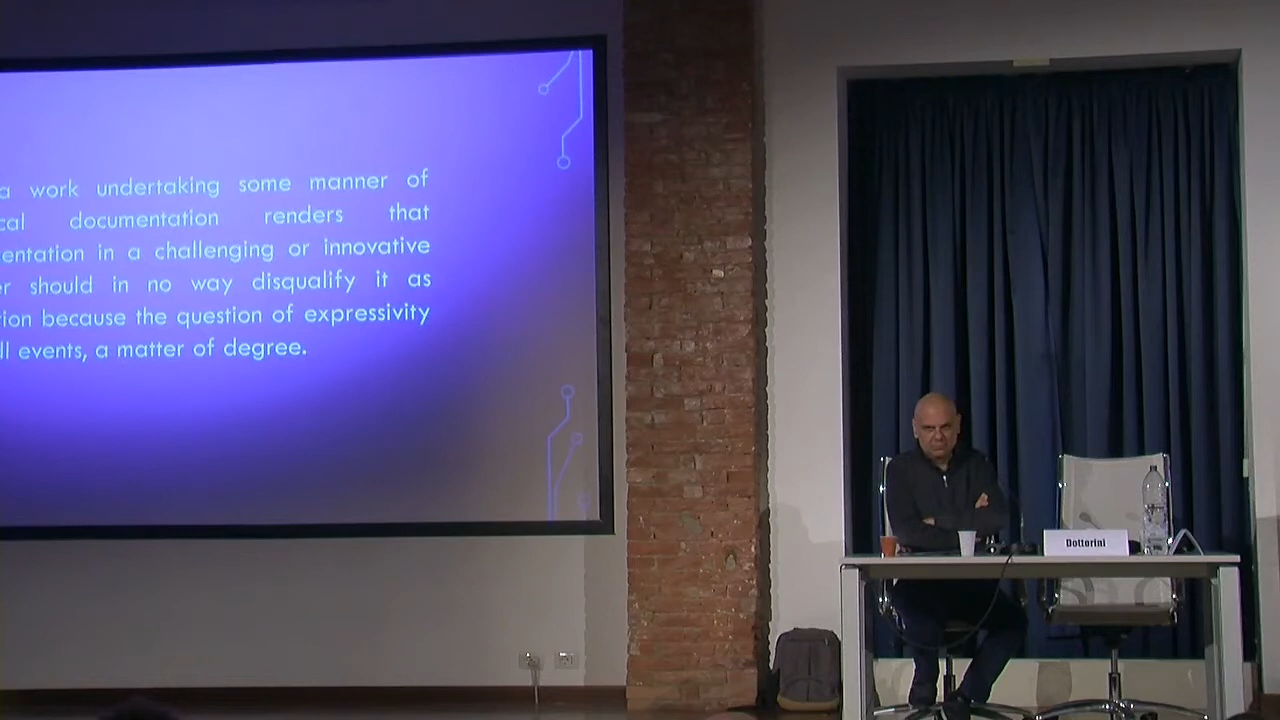 a work undertaking some manner of
cal documentation renders that
entation in a challenging or innovative
er should in no way disqualify it as
tion because the question of expressivity
ll events, a matter of degree.
Dottorini